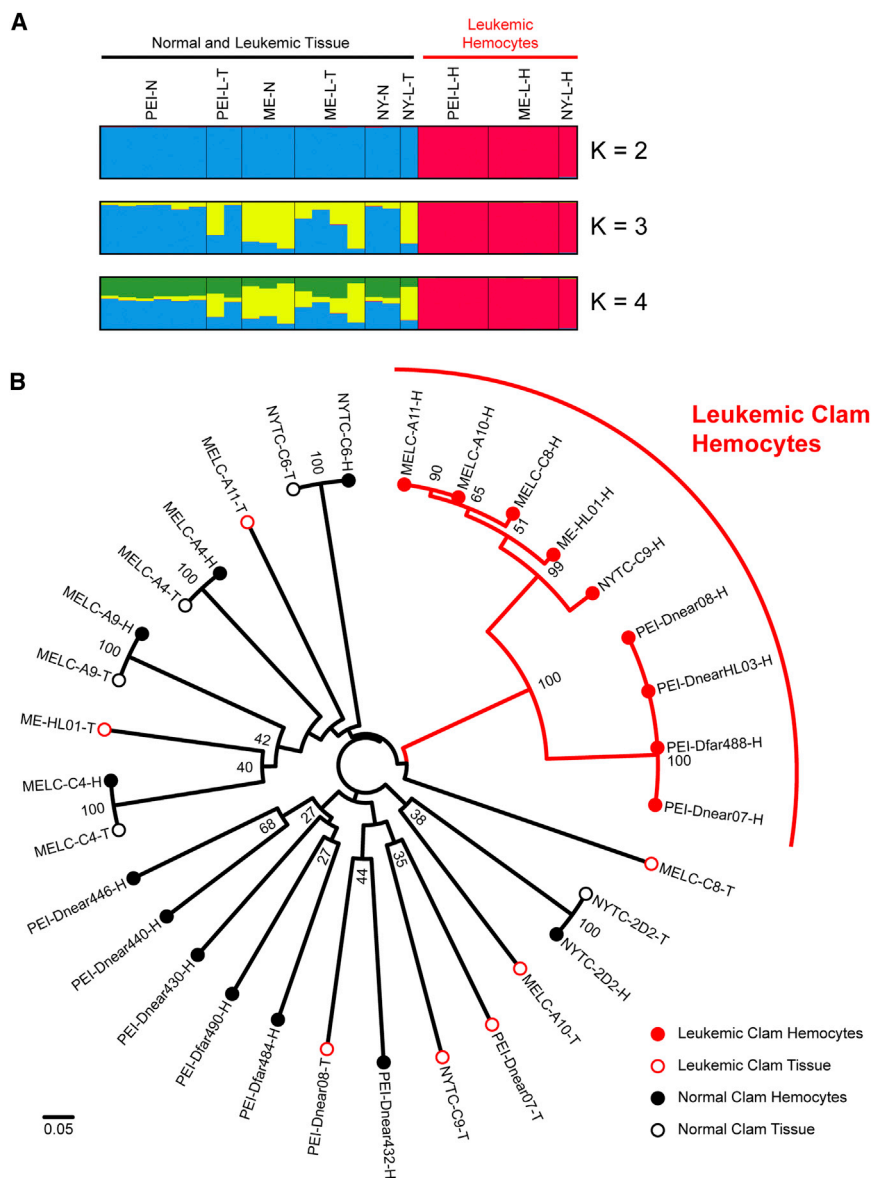 A
Normal and Leukemic Tissue
Leukemic
Hemocytes
PEI-N
PEI-L-T
ME-N
ME-L-T
NY-N
NY-L-T
PEI-L-H
ME-L-H
NY-L-H
K = 2
K = 3
K = 4
B
Leukemic Clam
Hemocytes
MELC-A11-H
90
MELC-A10-H
65
MELC-C8-H
51
ME-HL01-H
99
NYTC-C9-H
100
PEI-Dnear08-H
PEI-DnearHL03-H
PEI-Dfar488-H
100
PEI-Dnear07-H
MELC-C8-T
NYTC-2D2-T
100
NYTC-2D2-H
38
MELC-A10-T
PEI-Dnear07-T
35
NYTC-C9-T
PEI-Dnear432-H
44
PEI-Dnear08-T
PEI-Dfar484-H
27
PEI-Dfar490-H
27
PEI-Dnear430-H
PEI-Dnear440-H
68
PEI-Dnear446-H
MELC-C4-T
100
MELC-C4-H
40
ME-HL01-T
42
MELC-A9-T
100
MELC-A9-H
MELC-A4-T
100
MELC-A4-H
MELC-A11-T
NYTC-C6-T
100
NYTC-C6-H
0.05
Leukemic Clam Hemocytes
Leukemic Clam Tissue
Normal Clam Hemocytes
Normal Clam Tissue